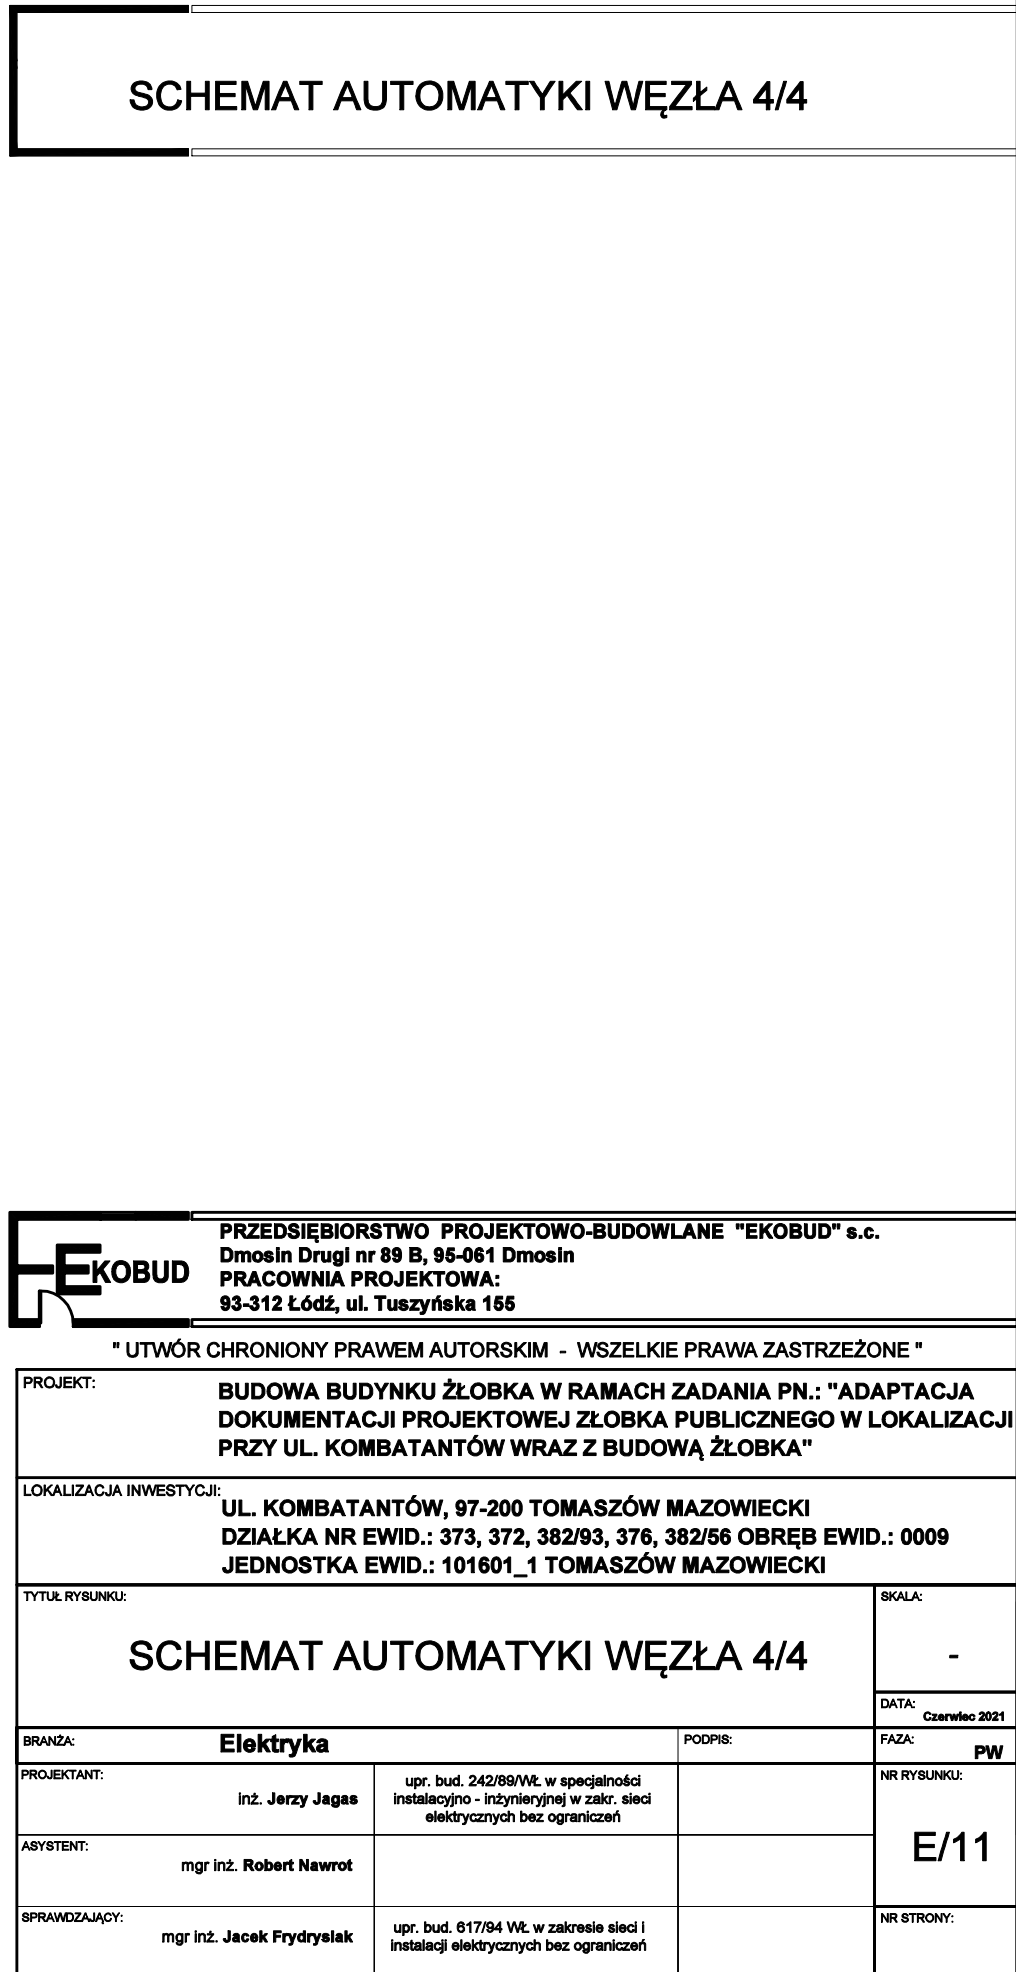 SCHEMAT AUTOMATYKI WĘZŁA 4/4
EKOBUD
PRZEDSIĘBIORSTWO PROJEKTOWO-BUDOWLANE "EKOBUD" s.c.
Dmosin Drugi nr 89 B, 95-061 Dmosin
PRACOWNIA PROJEKTOWA:
93-312 Łódź, ul. Tuszyńska 155
" UTWÓR CHRONIONY PRAWEM AUTORSKIM - WSZELKIE PRAWA ZASTRZEŻONE "
PROJEKT:
BUDOWA BUDYNKU ŻŁOBKA W RAMACH ZADANIA PN.: "ADAPTACJA
DOKUMENTACJI PROJEKTOWEJ ZŁOBKA PUBLICZNEGO W LOKALIZACJI
PRZY UL. KOMBATANTÓW WRAZ Z BUDOWĄ ŻŁOBKA"
LOKALIZACJA INWESTYCJI:
UL. KOMBATANTÓW, 97-200 TOMASZÓW MAZOWIECKI
DZIAŁKA NR EWID.: 373, 372, 382/93, 376, 382/56 OBRĘB EWID.: 0009
JEDNOSTKA EWID.: 101601_1 TOMASZÓW MAZOWIECKI
TYTUŁ RYSUNKU:
SCHEMAT AUTOMATYKI WĘZŁA 4/4
SKALA:
-
DATA:
Czerwiec 2021
BRANŻA:
Elektryka
PODPIS:
FAZA:
PW
PROJEKTANT:
inż. Jerzy Jagas
upr. bud. 242/89/WŁ w specjalności
instalacyjno - inżynieryjnej w zakr. sieci
elektrycznych bez ograniczeń
NR RYSUNKU:
E/11
ASYSTENT:
mgr inż. Robert Nawrot
SPRAWDZAJĄCY:
mgr inż. Jacek Frydrysiak
upr. bud. 617/94 WŁ w zakresie sieci i
instalacji elektrycznych bez ograniczeń
NR STRONY: